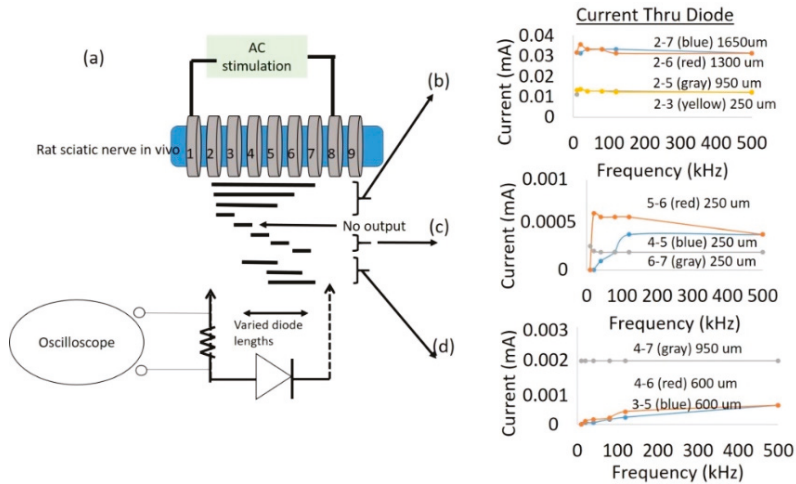 (a)
AC
stimulation
Rat sciatic nerve in vivo
1 2 3 4 5 6 7 8 9
(b)
No output
(c)
(d)
Varied diode
lengths
Oscilloscope
Current Thru Diode
Current (mA)
0.04
0.03
0.02
0.01
0
2-7 (blue) 1650um
2-6 (red) 1300 um
2-5 (gray) 950 um
2-3 (yellow) 250 um
0 100 200 300 400 500
Frequency (kHz)
Current (mA)
0.001
0.0005
0
5-6 (red) 250 um
4-5 (blue) 250 um
6-7 (gray) 250 um
0 100 200 300 400 500
Frequency (kHz)
Current (mA)
0.003
0.002
0.001
0
4-7 (gray) 950 um
4-6 (red) 600 um
3-5 (blue) 600 um
0 100 200 300 400 500
Frequency (kHz)